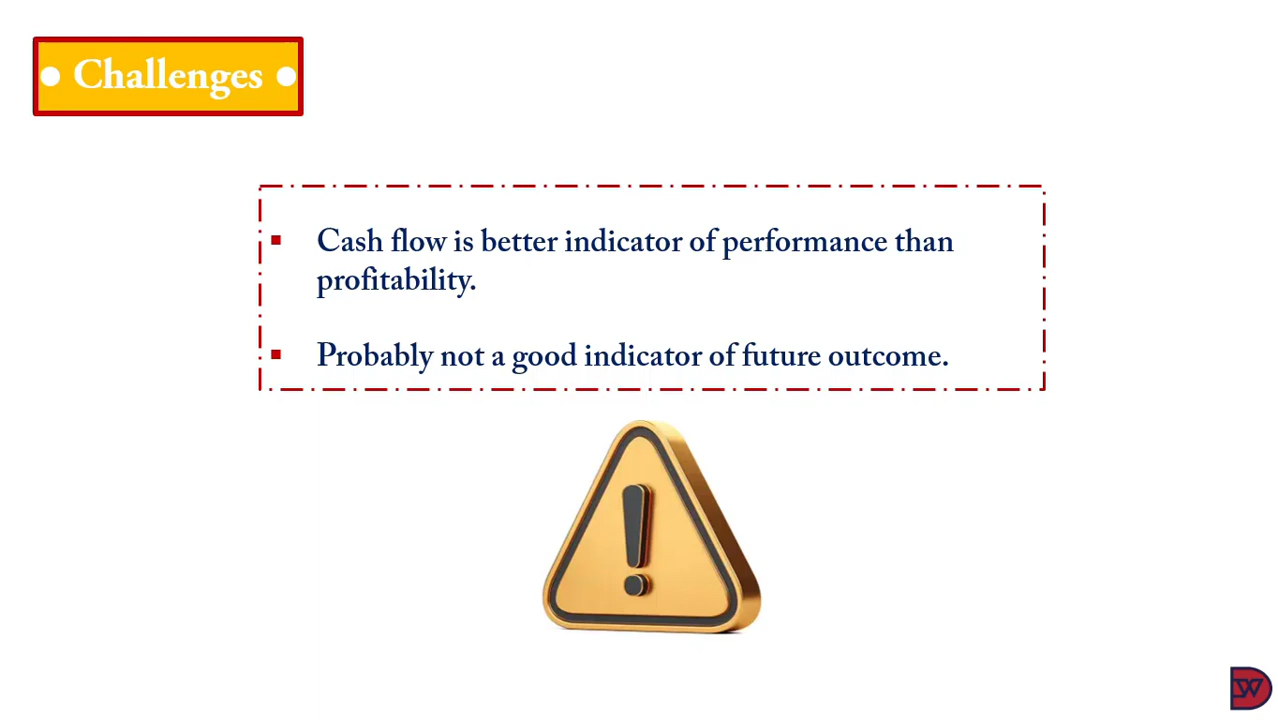 • Challenges •
▪ Cash flow is better indicator of performance than
profitability.
▪ Probably not a good indicator of future outcome.